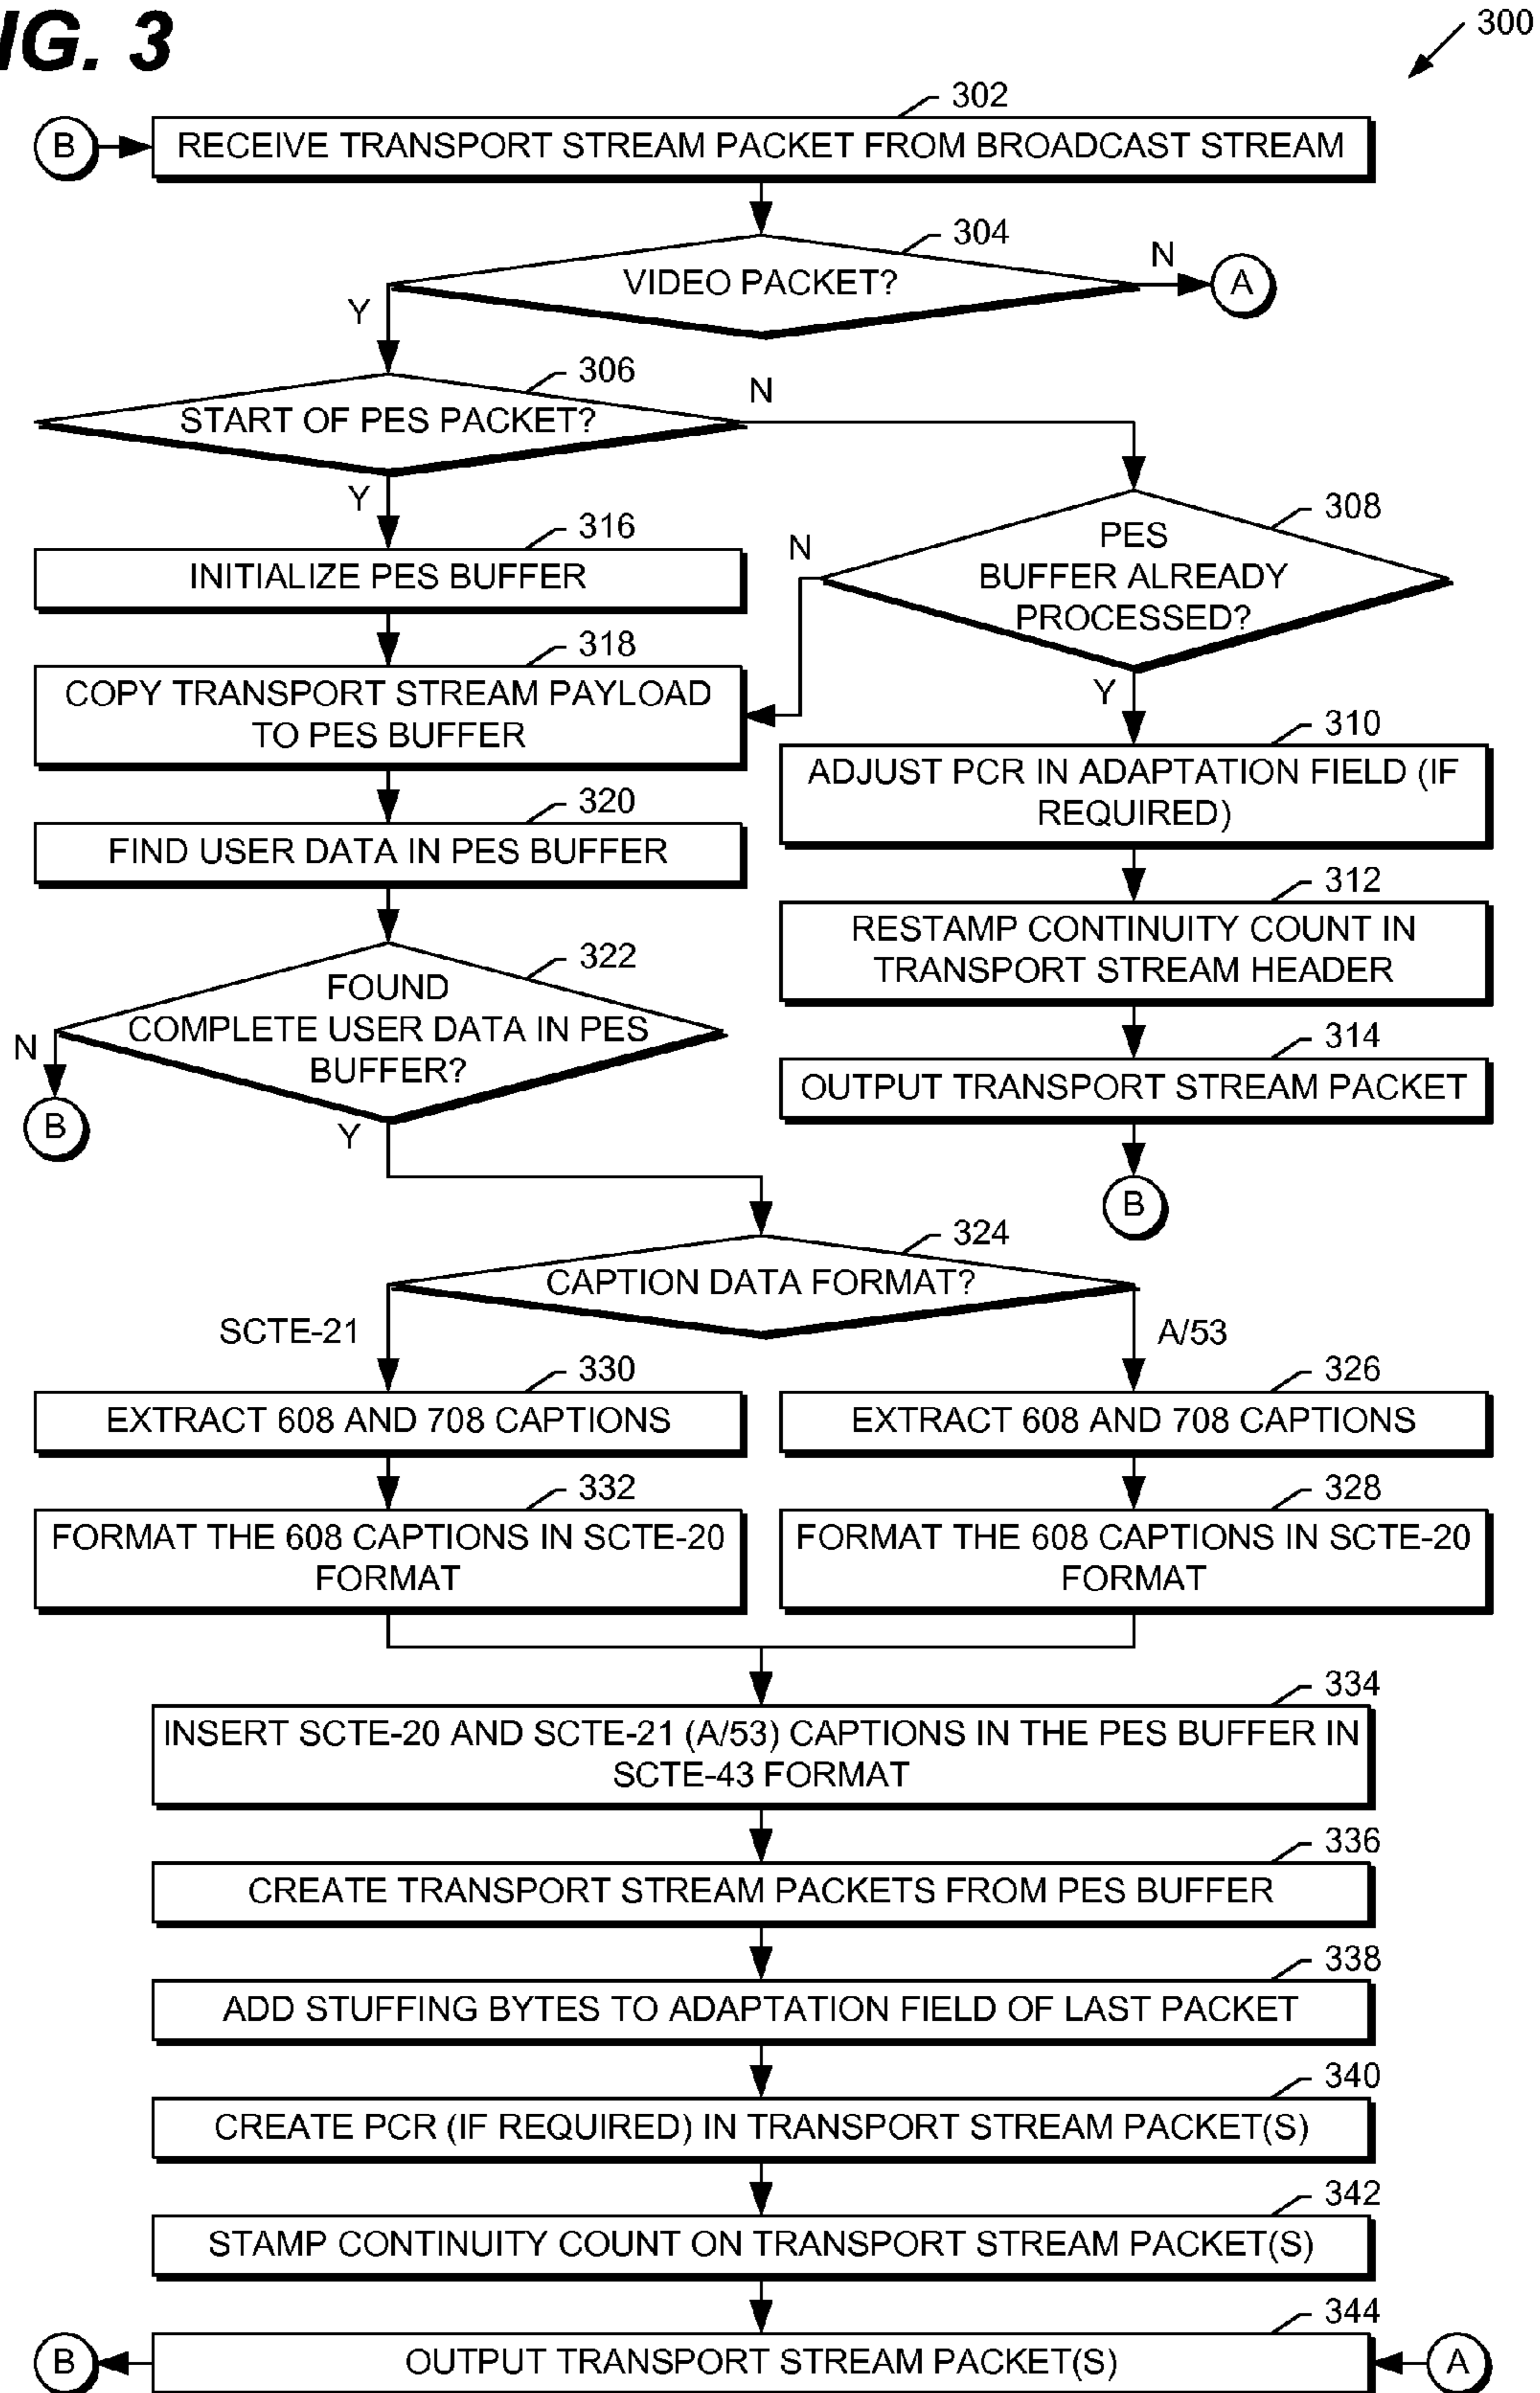 IG. 3
300
302
B
RECEIVE TRANSPORT STREAM PACKET FROM BROADCAST STREAM
304
VIDEO PACKET?
N
A
Y
306
START OF PES PACKET?
N
Y
308
PES
BUFFER ALREADY
PROCESSED?
N
Y
316
INITIALIZE PES BUFFER
318
COPY TRANSPORT STREAM PAYLOAD
TO PES BUFFER
310
ADJUST PCR IN ADAPTATION FIELD (IF
REQUIRED)
320
FIND USER DATA IN PES BUFFER
312
RESTAMP CONTINUITY COUNT IN
TRANSPORT STREAM HEADER
322
FOUND
COMPLETE USER DATA IN PES
BUFFER?
N
B
Y
314
OUTPUT TRANSPORT STREAM PACKET
B
324
CAPTION DATA FORMAT?
SCTE-21
A/53
330
EXTRACT 608 AND 708 CAPTIONS
326
EXTRACT 608 AND 708 CAPTIONS
332
FORMAT THE 608 CAPTIONS IN SCTE-20
FORMAT
328
FORMAT THE 608 CAPTIONS IN SCTE-20
FORMAT
334
INSERT SCTE-20 AND SCTE-21 (A/53) CAPTIONS IN THE PES BUFFER IN
SCTE-43 FORMAT
336
CREATE TRANSPORT STREAM PACKETS FROM PES BUFFER
338
ADD STUFFING BYTES TO ADAPTATION FIELD OF LAST PACKET
340
CREATE PCR (IF REQUIRED) IN TRANSPORT STREAM PACKET(S)
342
STAMP CONTINUITY COUNT ON TRANSPORT STREAM PACKET(S)
344
B
OUTPUT TRANSPORT STREAM PACKET(S)
A